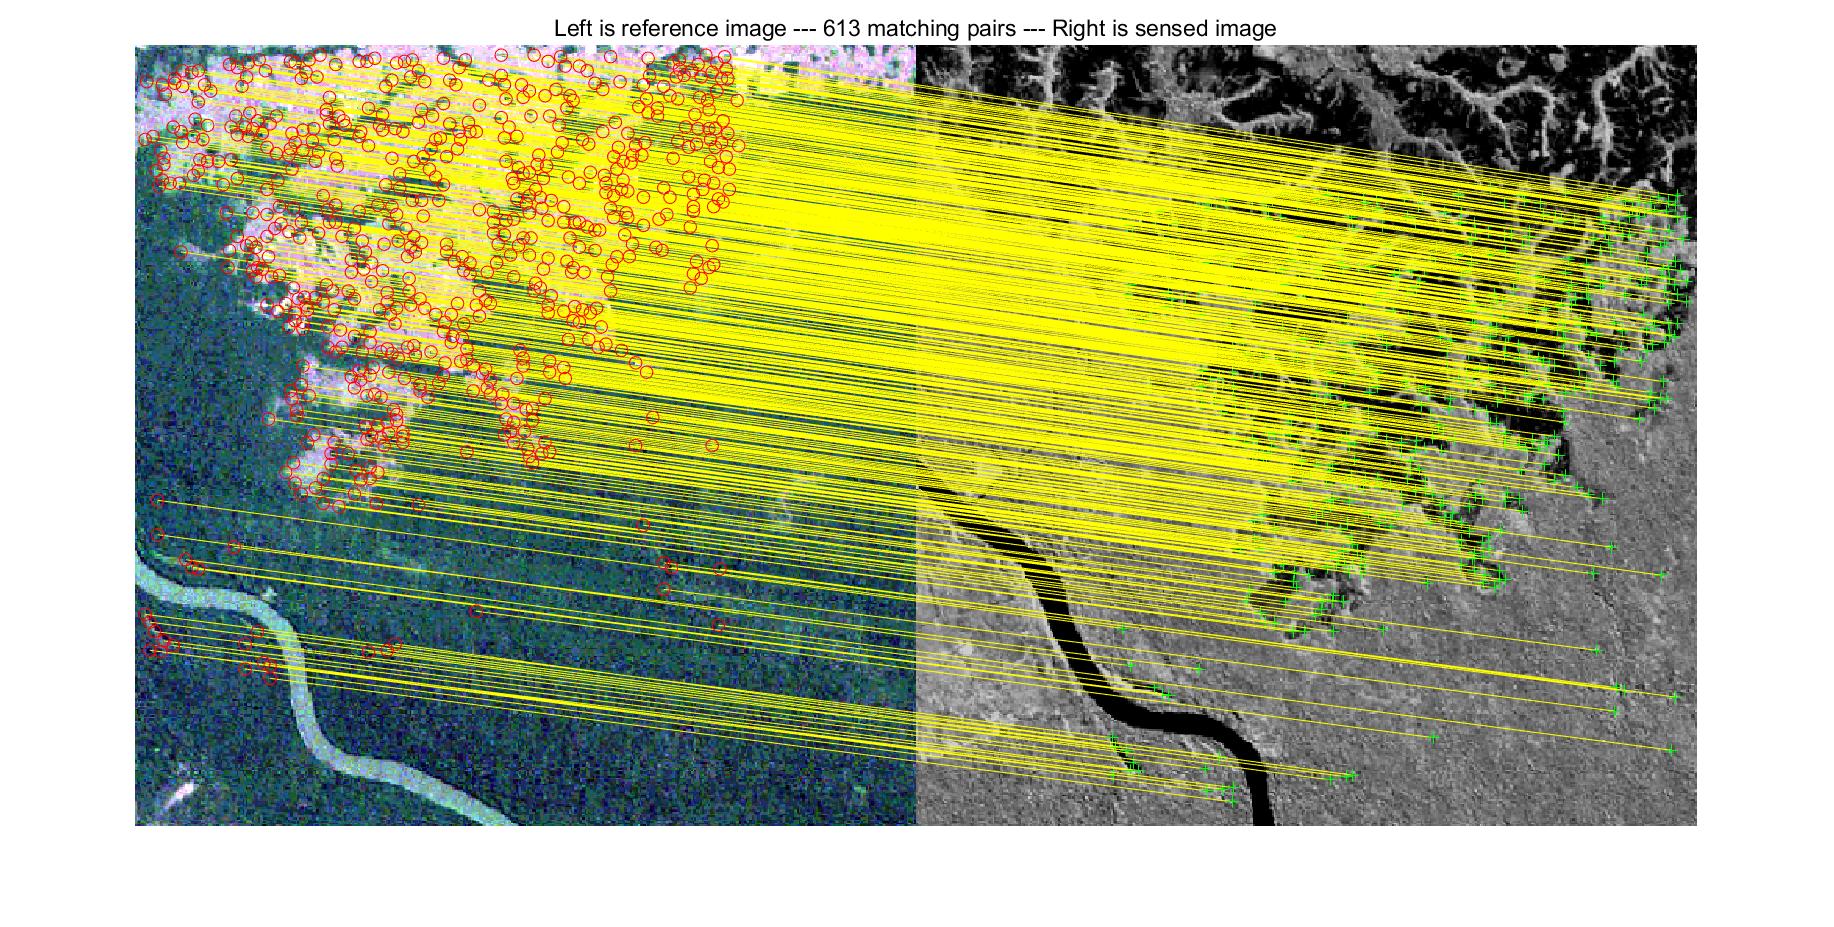 Left is reference image --- 613 matching pairs --- Right is sensed image